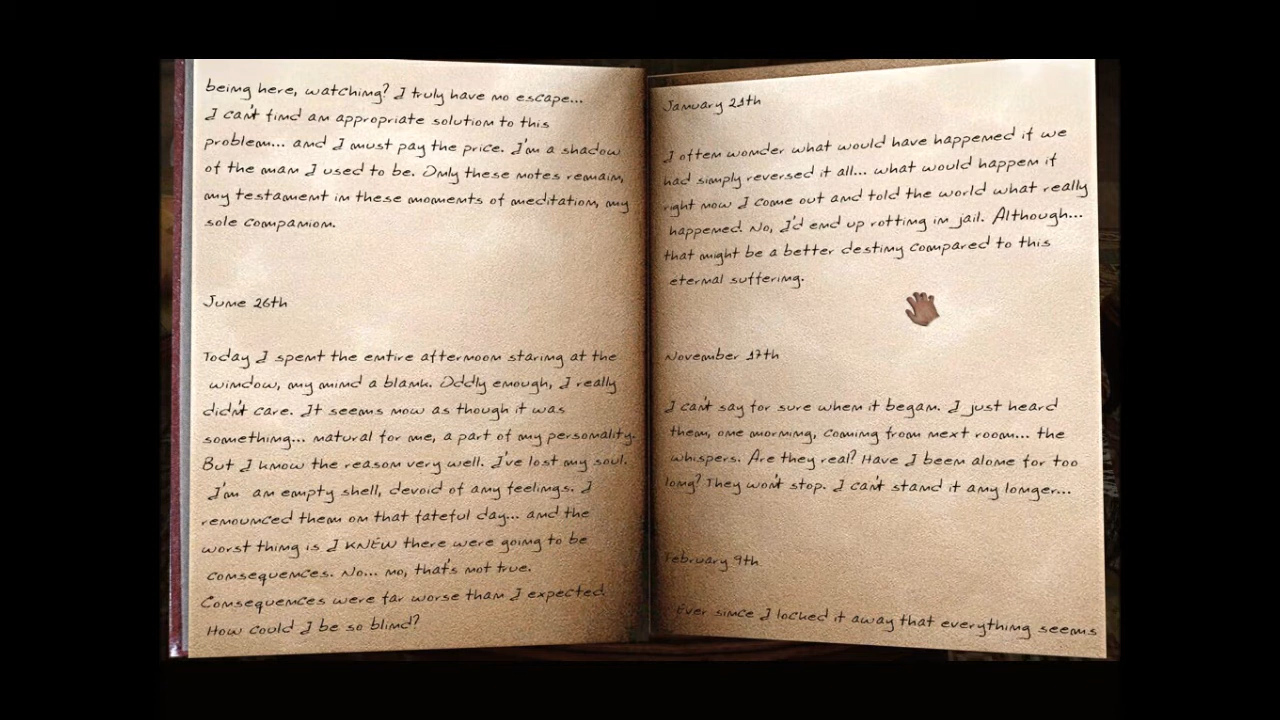 being here, watching? I truly have no escape...
I can't find an appropriate solution to this
problem... and I must pay the price. I'm a shadow
of the man I used to be. Only these notes remain,
my testament in these moments of meditation, my
sole companion.
June 26th
Today I spent the entire afternoon staring at the
window, my mind a blank. Oddly enough, I really
didn't care. It seems now as though it was
something... natural for me, a part of my personality.
But I know the reason very well. I've lost my soul.
I'm an empty shell, devoid of any feelings. I
renounced them on that fateful day... and the
worst thing is I KNEW there were going to be
consequences. No... no, that's not true.
Consequences were far worse than I expected.
How could I be so blind?
January 21th
I often wonder what would have happened if we
had simply reversed it all... what would happen if
right now I come out and told the world what really
happened. No, I'd end up rotting in jail. Although...
that might be a better destiny compared to this
eternal suffering.
November 17th
I can't say for sure when it began. I just heard
them, one morning, coming from next room... the
whispers. Are they real? Have I been alone for too
long? They won't stop. I can't stand it any longer...
February 9th
Ever since I locked it away that everything seems